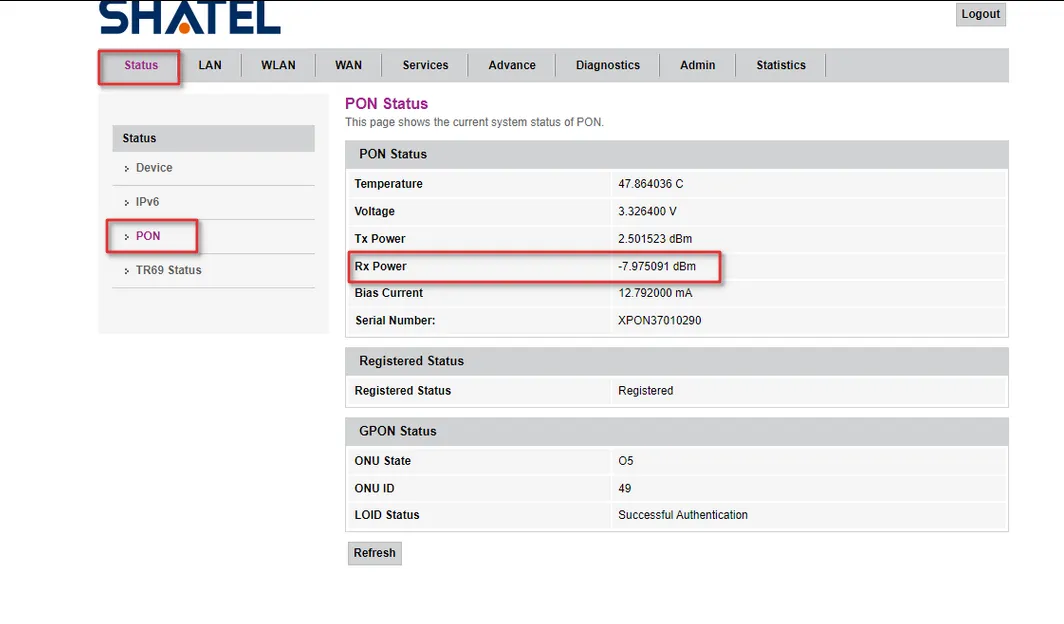 SHATEL
Logout
Status LAN WLAN WAN Services Advance Diagnostics Admin Statistics
Status
Device
IPv6
PON
TR69 Status
PON Status
This page shows the current system status of PON.
PON Status
Temperature 47.864036 C
Voltage 3.326400 V
Tx Power 2.501523 dBm
Rx Power -7.975091 dBm
Bias Current 12.792000 mA
Serial Number: XPON37010290
Registered Status
Registered Status Registered
GPON Status
ONU State O5
ONU ID 49
LOID Status Successful Authentication
Refresh